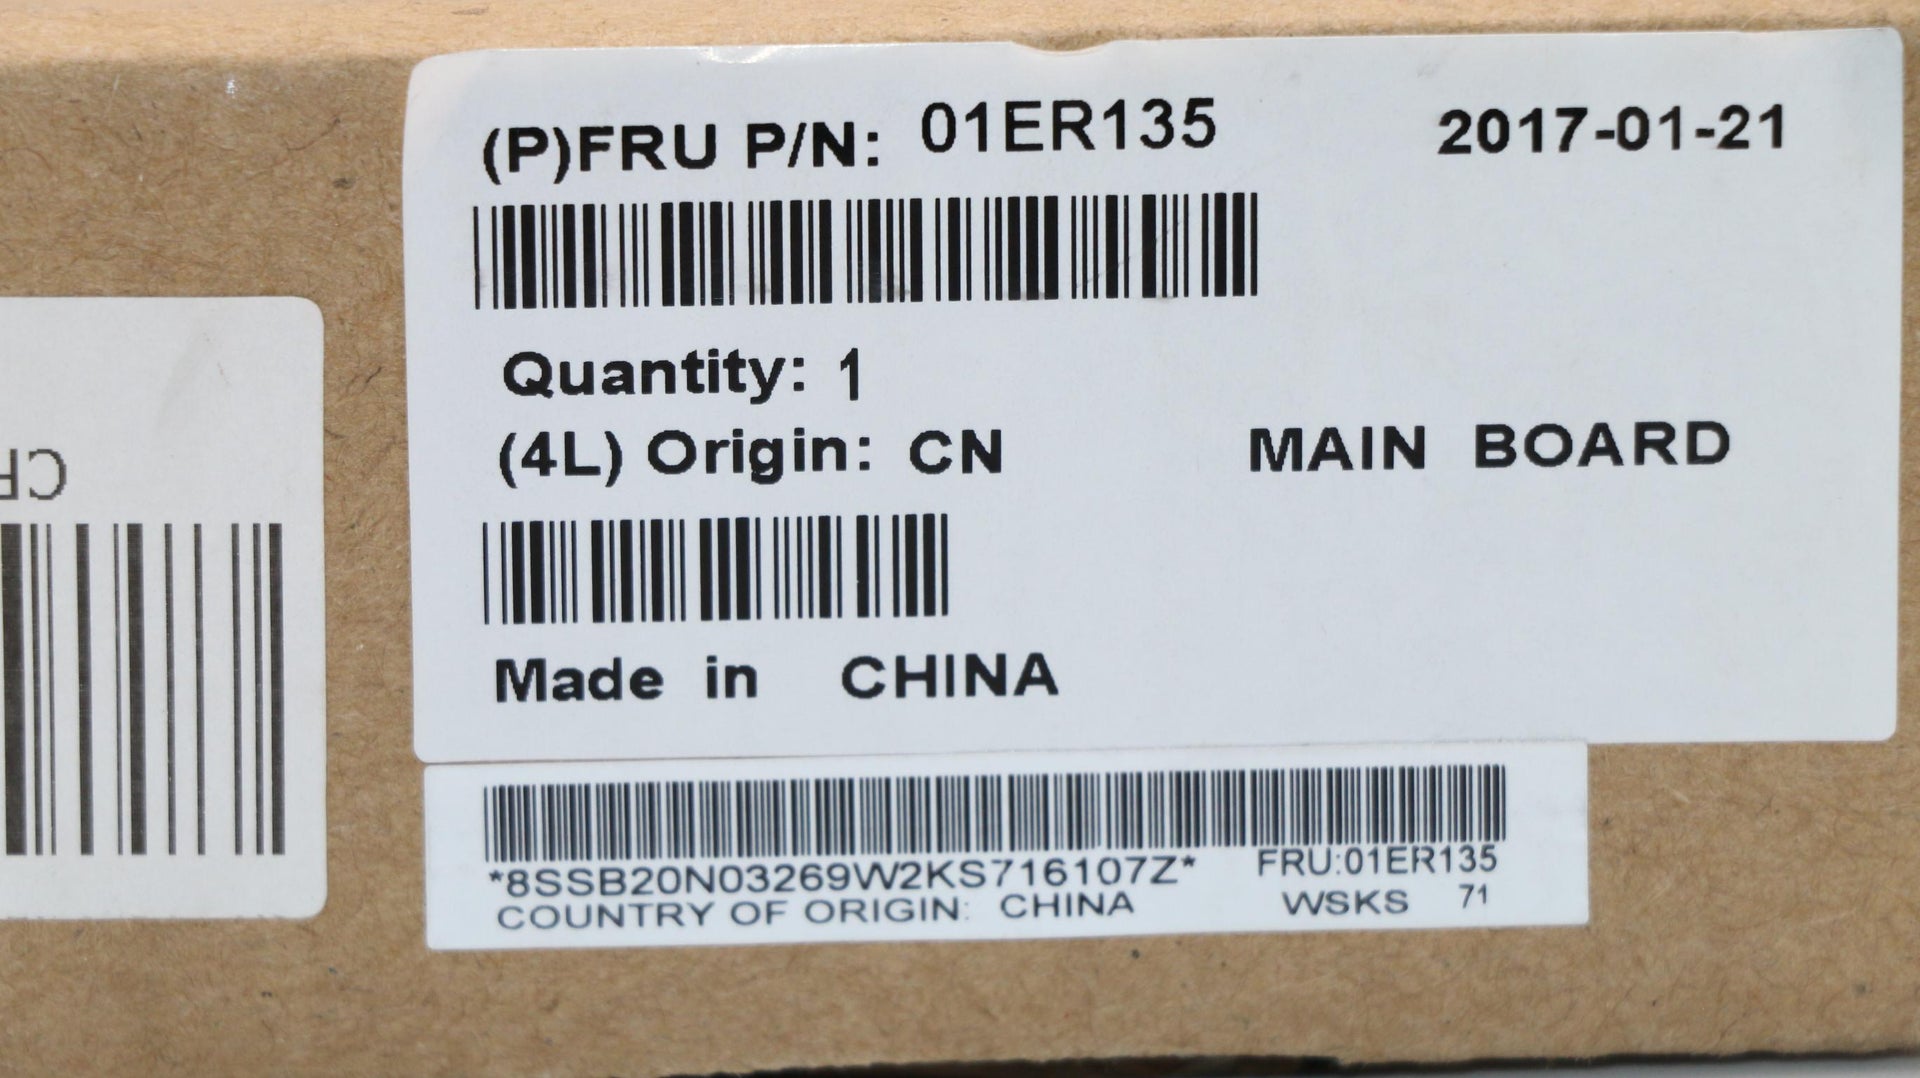 (P)FRU P/N: 01ER135 2017-01-21
Quantity: 1
(4L) Origin: CN MAIN BOARD
Made in CHINA
*8SSB20N03269W2KS716107Z* FRU:01ER135
COUNTRY OF ORIGIN: CHINA WSKS 71